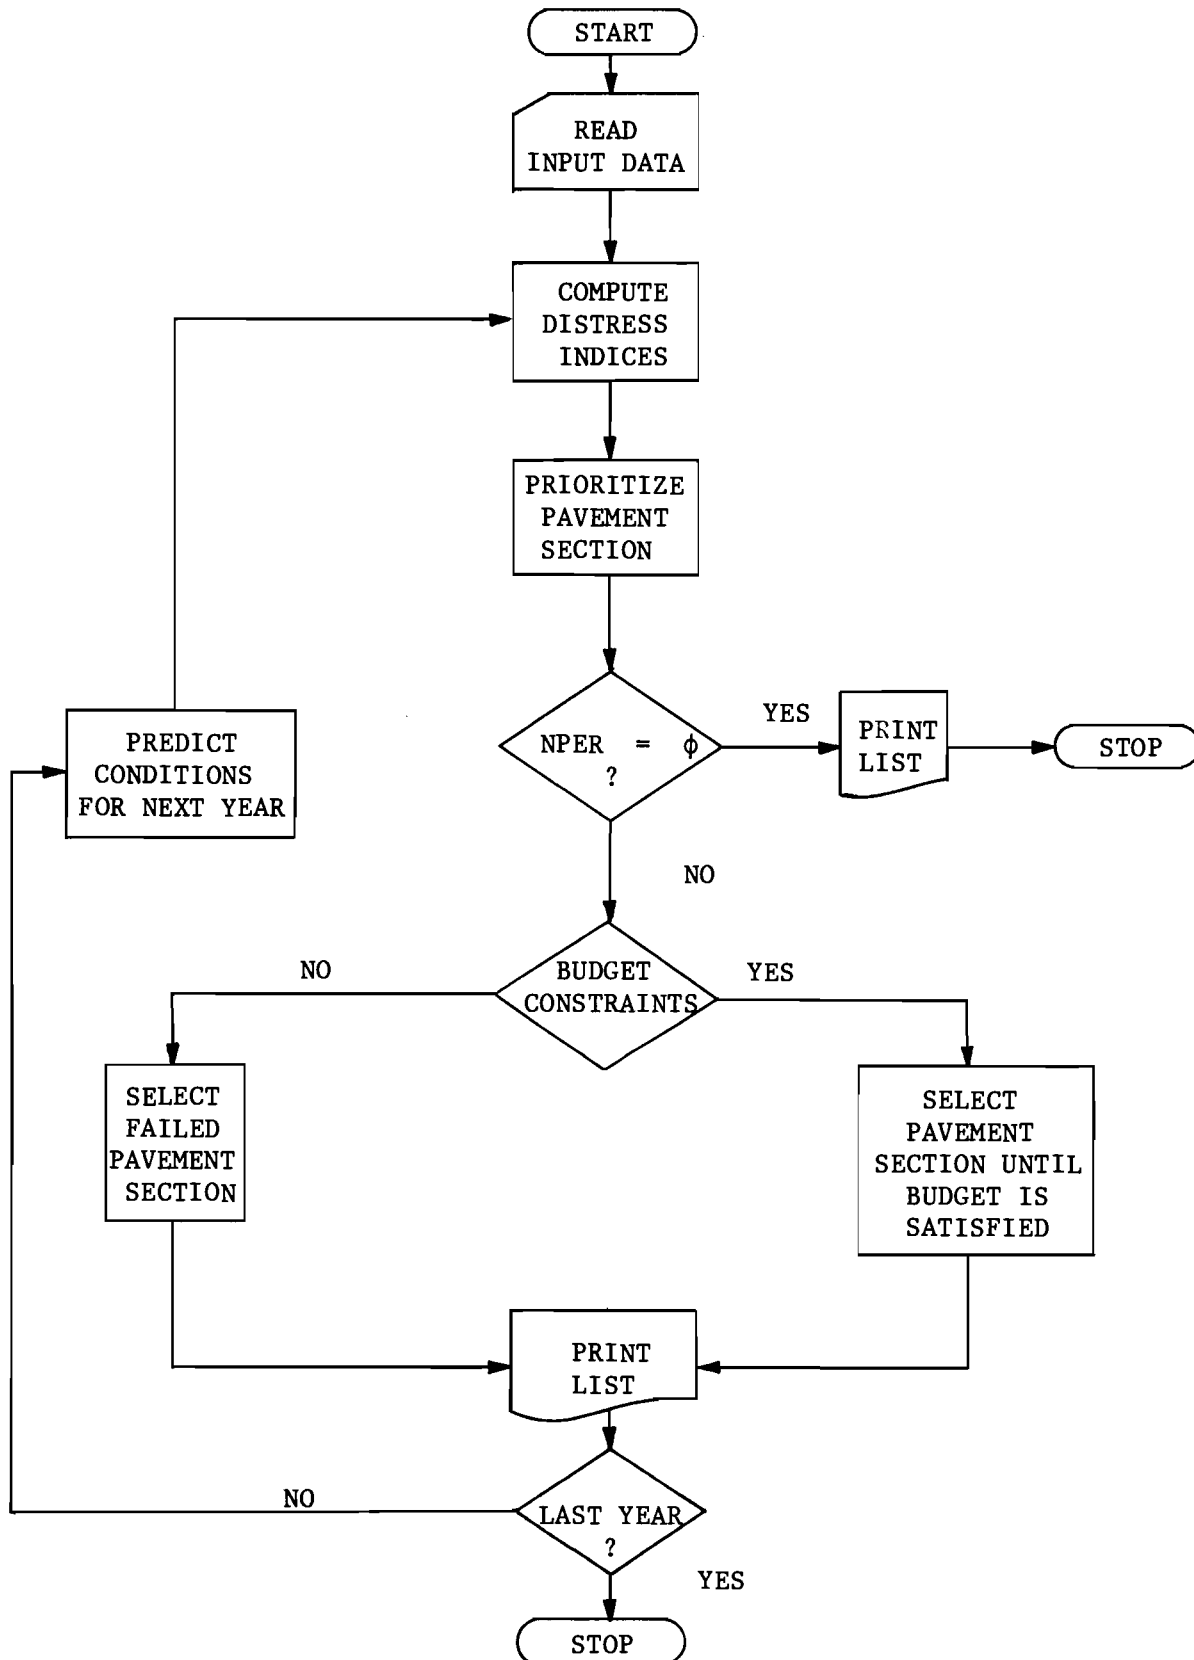 START
READ
INPUT DATA
COMPUTE
DISTRESS
INDICES
PRIORITIZE
PAVEMENT
SECTION
NPER = ϕ
?
YES
PRINT
LIST
STOP
PREDICT
CONDITIONS
FOR NEXT YEAR
NO
BUDGET
CONSTRAINTS
NO
YES
SELECT
FAILED
PAVEMENT
SECTION
SELECT
PAVEMENT
SECTION UNTIL
BUDGET IS
SATISFIED
PRINT
LIST
LAST YEAR
?
NO
YES
STOP